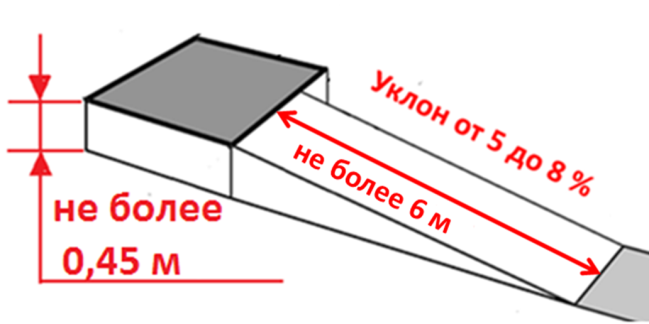 Уклон от 5 до 8 %
не более 6 м
не более
0,45 м